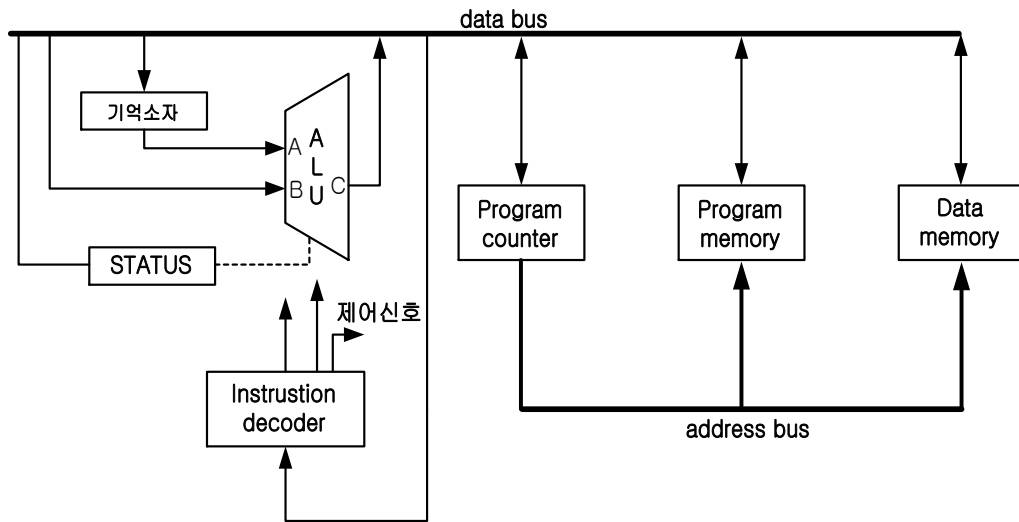 data bus
기억소자
A
B
C
A
L
U
Program
counter
Program
memory
Data
memory
STATUS
제어신호
Instrustion
decoder
address bus